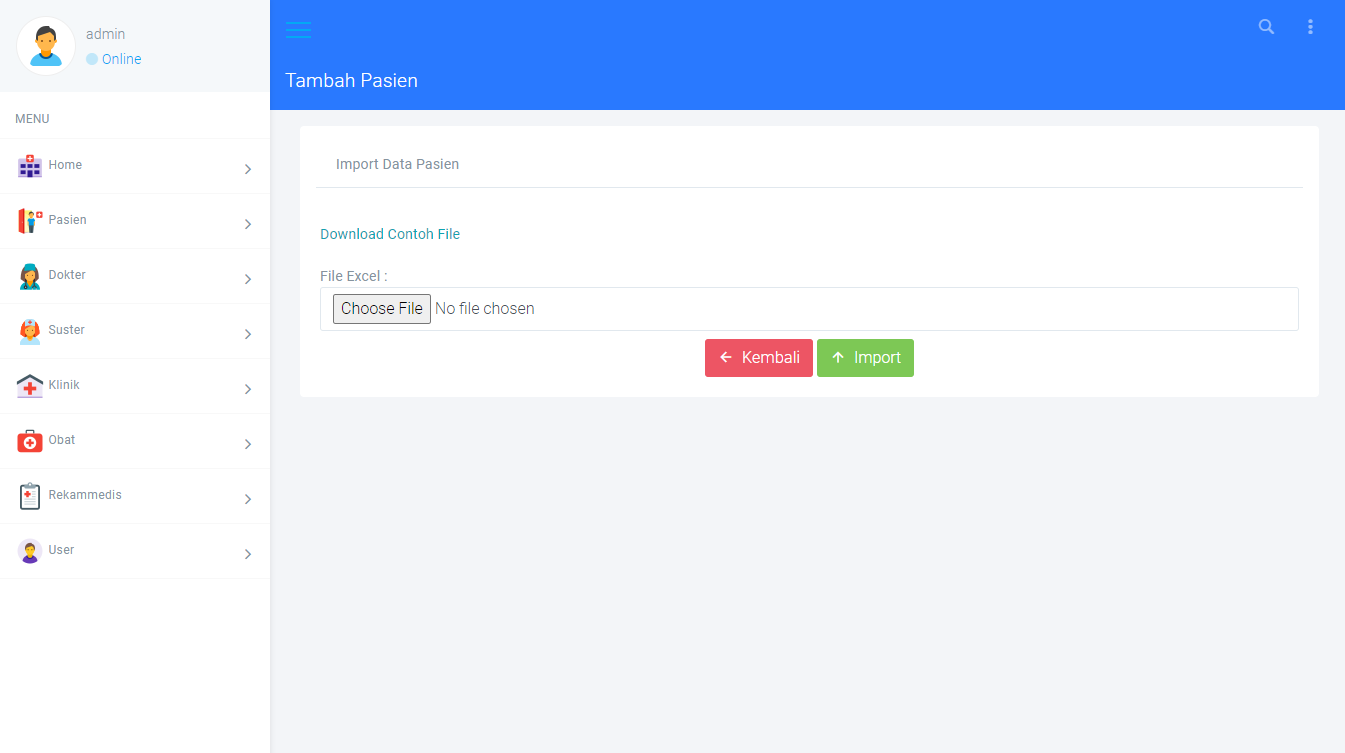 admin
Online
MENU
Home
Pasien
Dokter
Suster
Klinik
Obat
Rekammedis
User
Tambah Pasien
Import Data Pasien
Download Contoh File
File Excel :
Choose File No file chosen
Kembali Import